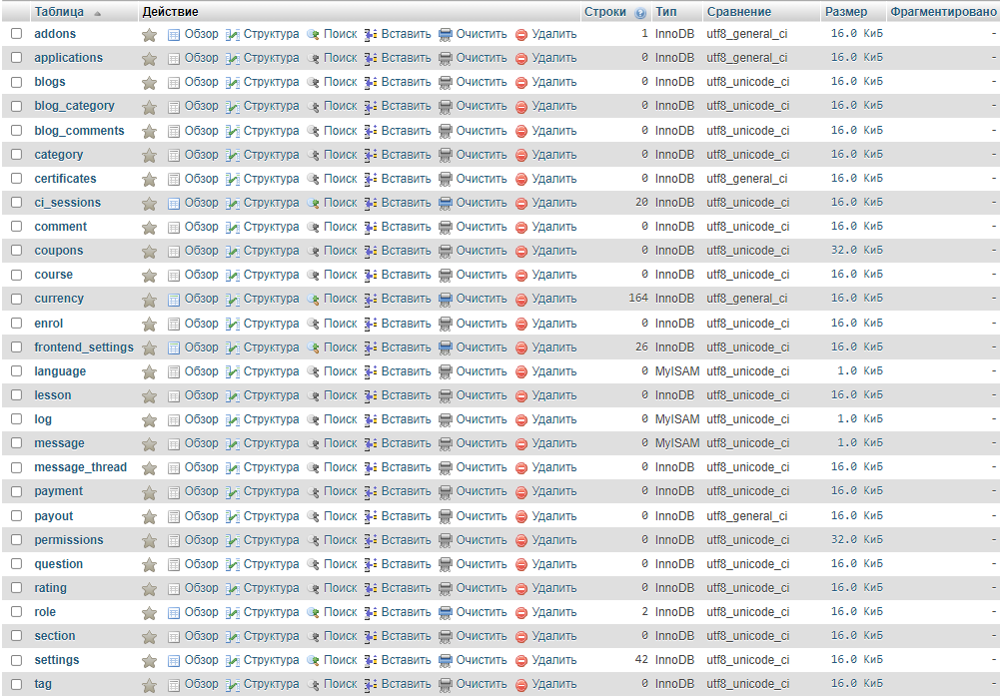 Таблица Действие Строки Тип Сравнение Размер Фрагментировано
addons Обзор Структура Поиск Вставить Очистить Удалить 1 InnoDB utf8_general_ci 16.0 КиБ -
applications Обзор Структура Поиск Вставить Очистить Удалить 0 InnoDB utf8_general_ci 16.0 КиБ -
blogs Обзор Структура Поиск Вставить Очистить Удалить 0 InnoDB utf8_unicode_ci 16.0 КиБ -
blog_category Обзор Структура Поиск Вставить Очистить Удалить 0 InnoDB utf8_unicode_ci 16.0 КиБ -
blog_comments Обзор Структура Поиск Вставить Очистить Удалить 0 InnoDB utf8_unicode_ci 16.0 КиБ -
category Обзор Структура Поиск Вставить Очистить Удалить 0 InnoDB utf8_unicode_ci 16.0 КиБ -
certificates Обзор Структура Поиск Вставить Очистить Удалить 0 InnoDB utf8_general_ci 16.0 КиБ -
ci_sessions Обзор Структура Поиск Вставить Очистить Удалить 20 InnoDB utf8_unicode_ci 16.0 КиБ -
comment Обзор Структура Поиск Вставить Очистить Удалить 0 InnoDB utf8_unicode_ci 16.0 КиБ -
coupons Обзор Структура Поиск Вставить Очистить Удалить 0 InnoDB utf8_unicode_ci 32.0 КиБ -
course Обзор Структура Поиск Вставить Очистить Удалить 0 InnoDB utf8_unicode_ci 16.0 КиБ -
currency Обзор Структура Поиск Вставить Очистить Удалить 164 InnoDB utf8_general_ci 16.0 КиБ -
enrol Обзор Структура Поиск Вставить Очистить Удалить 0 InnoDB utf8_unicode_ci 16.0 КиБ -
frontend_settings Обзор Структура Поиск Вставить Очистить Удалить 26 InnoDB utf8_unicode_ci 16.0 КиБ -
language Обзор Структура Поиск Вставить Очистить Удалить 0 MyISAM utf8_unicode_ci 1.0 КиБ -
lesson Обзор Структура Поиск Вставить Очистить Удалить 0 InnoDB utf8_unicode_ci 16.0 КиБ -
log Обзор Структура Поиск Вставить Очистить Удалить 0 MyISAM utf8_unicode_ci 1.0 КиБ -
message Обзор Структура Поиск Вставить Очистить Удалить 0 MyISAM utf8_unicode_ci 1.0 КиБ -
message_thread Обзор Структура Поиск Вставить Очистить Удалить 0 InnoDB utf8_unicode_ci 16.0 КиБ -
payment Обзор Структура Поиск Вставить Очистить Удалить 0 InnoDB utf8_unicode_ci 16.0 КиБ -
payout Обзор Структура Поиск Вставить Очистить Удалить 0 InnoDB utf8_general_ci 16.0 КиБ -
permissions Обзор Структура Поиск Вставить Очистить Удалить 0 InnoDB utf8_unicode_ci 32.0 КиБ -
question Обзор Структура Поиск Вставить Очистить Удалить 0 InnoDB utf8_unicode_ci 16.0 КиБ -
rating Обзор Структура Поиск Вставить Очистить Удалить 0 InnoDB utf8_unicode_ci 16.0 КиБ -
role Обзор Структура Поиск Вставить Очистить Удалить 2 InnoDB utf8_unicode_ci 16.0 КиБ -
section Обзор Структура Поиск Вставить Очистить Удалить 0 InnoDB utf8_unicode_ci 16.0 КиБ -
settings Обзор Структура Поиск Вставить Очистить Удалить 42 InnoDB utf8_unicode_ci 16.0 КиБ -
tag Обзор Структура Поиск Вставить Очистить Удалить 0 InnoDB utf8_unicode_ci 16.0 КиБ -